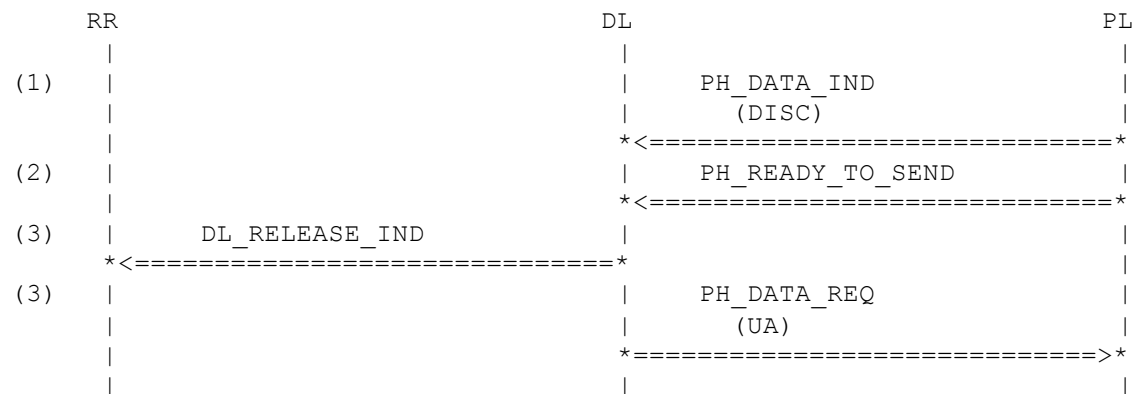 RR DL PL
| | |
(1) | | PH_DATA_IND |
| | (DISC) |
| *<=============================*
(2) | | PH_READY_TO_SEND |
| *<=============================*
(3) | DL_RELEASE_IND | |
*<==============================* |
(3) | | PH_DATA_REQ |
| | (UA) |
| *=============================>*
| | |